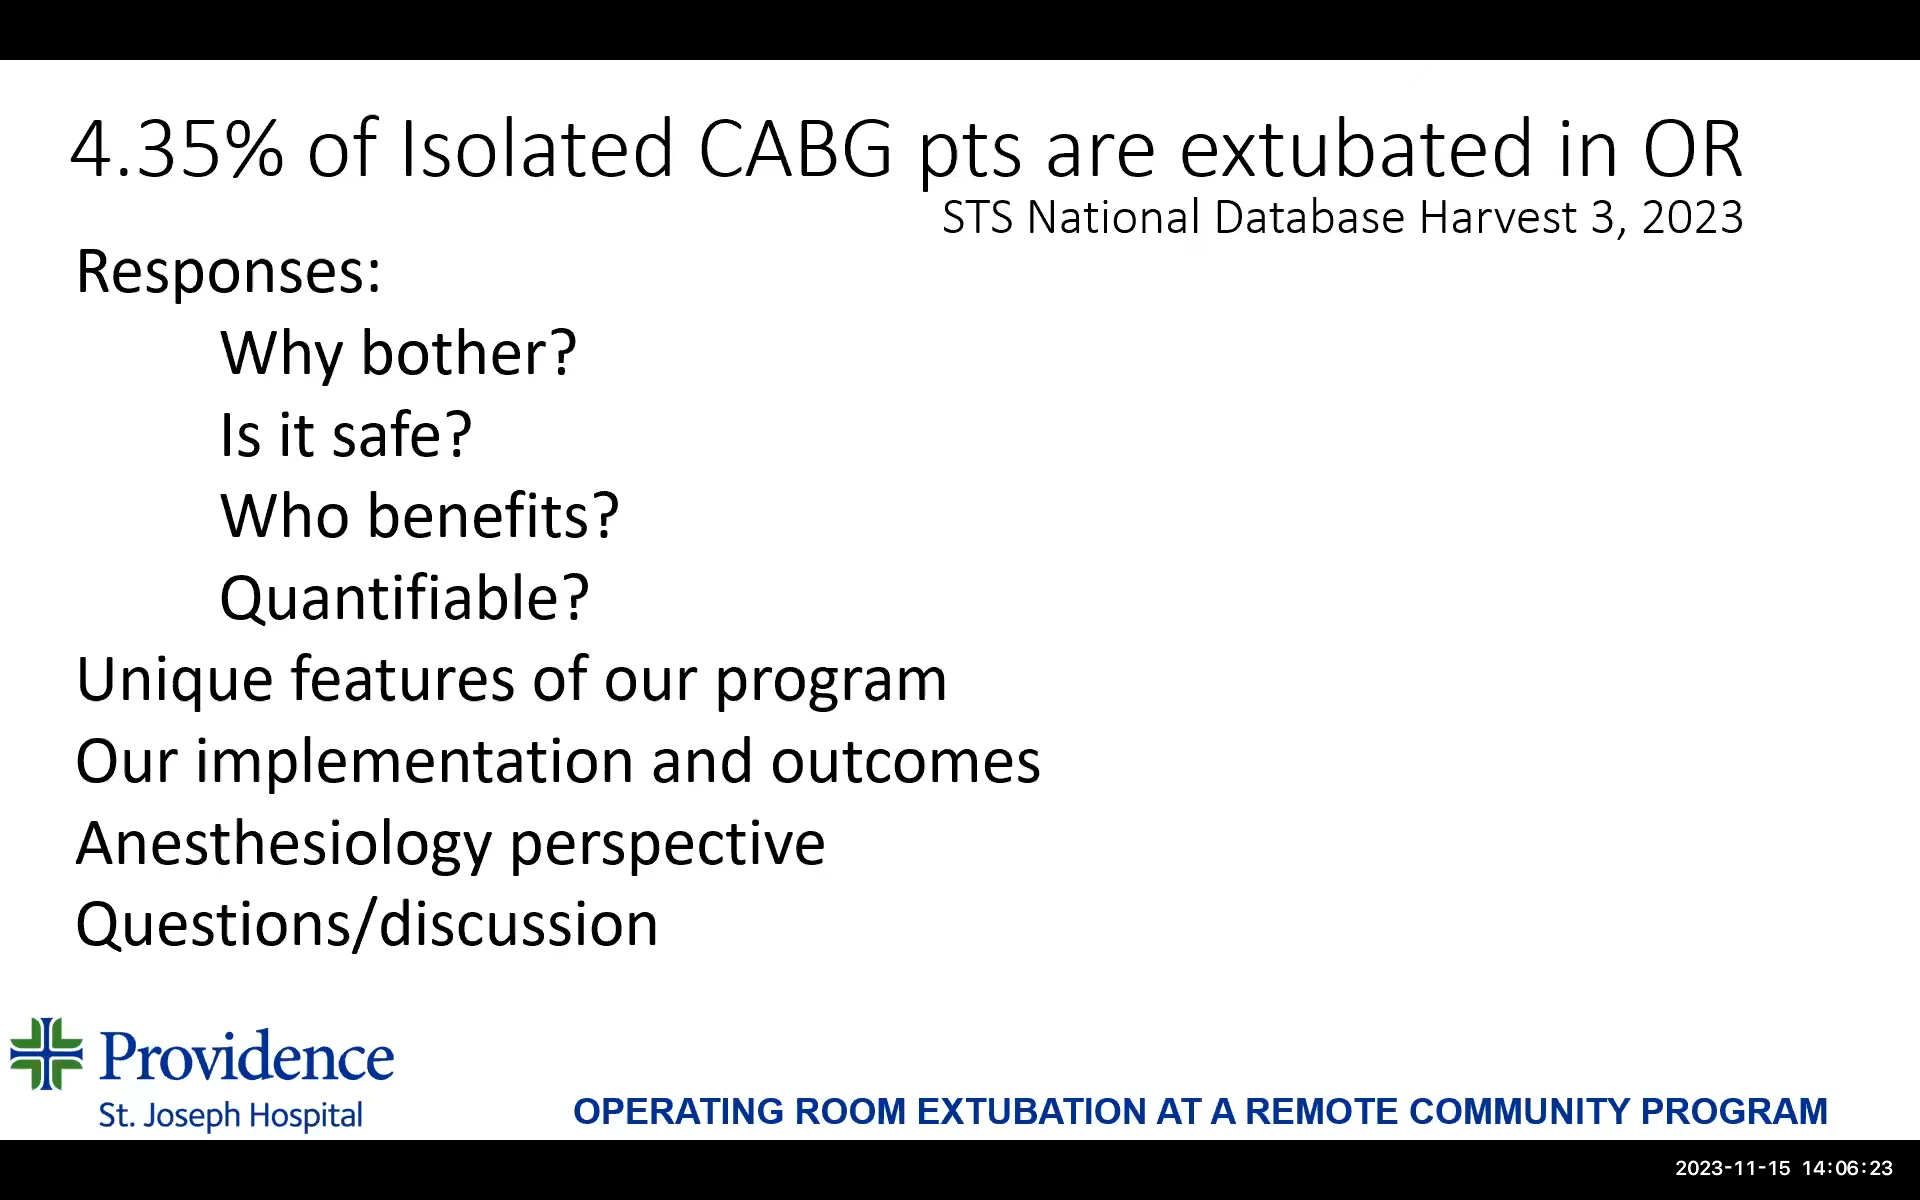 4.35% of Isolated CABG pts are extubated in OR
STS National Database Harvest 3, 2023
Responses:
Why bother?
Is it safe?
Who benefits?
Quantifiable?
Unique features of our program
Our implementation and outcomes
Anesthesiology perspective
Questions/discussion
Providence
St. Joseph Hospital
OPERATING ROOM EXTUBATION AT A REMOTE COMMUNITY PROGRAM
2023-11-15 14:06:23